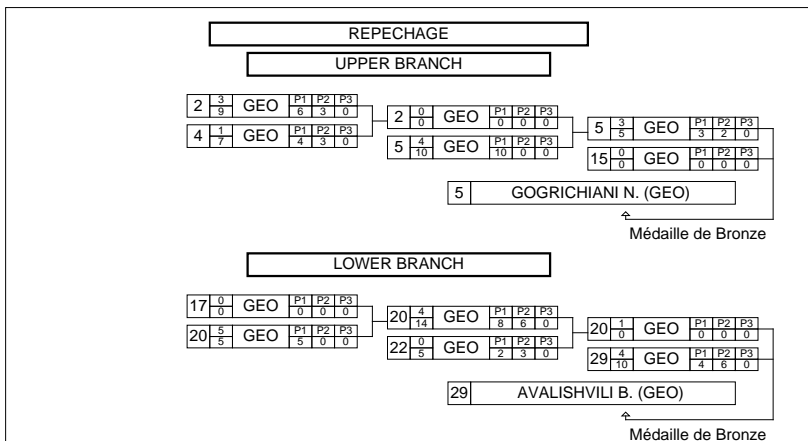 REPECHAGE
UPPER BRANCH
2 3 9 GEO P1 P2 P3 6 3 0
4 1 7 GEO P1 P2 P3 4 3 0
2 0 0 GEO P1 P2 P3 0 0 0
5 4 10 GEO P1 P2 P3 10 0 0
5 3 5 GEO P1 P2 P3 3 2 0
15 0 0 GEO P1 P2 P3 0 0 0
5 GOGRICHIANI N. (GEO)
Médaille de Bronze
LOWER BRANCH
17 0 0 GEO P1 P2 P3 0 0 0
20 5 5 GEO P1 P2 P3 5 0 0
20 4 14 GEO P1 P2 P3 8 6 0
22 0 5 GEO P1 P2 P3 2 3 0
20 1 0 GEO P1 P2 P3 0 0 0
29 4 10 GEO P1 P2 P3 4 6 0
29 AVALISHVILI B. (GEO)
Médaille de Bronze